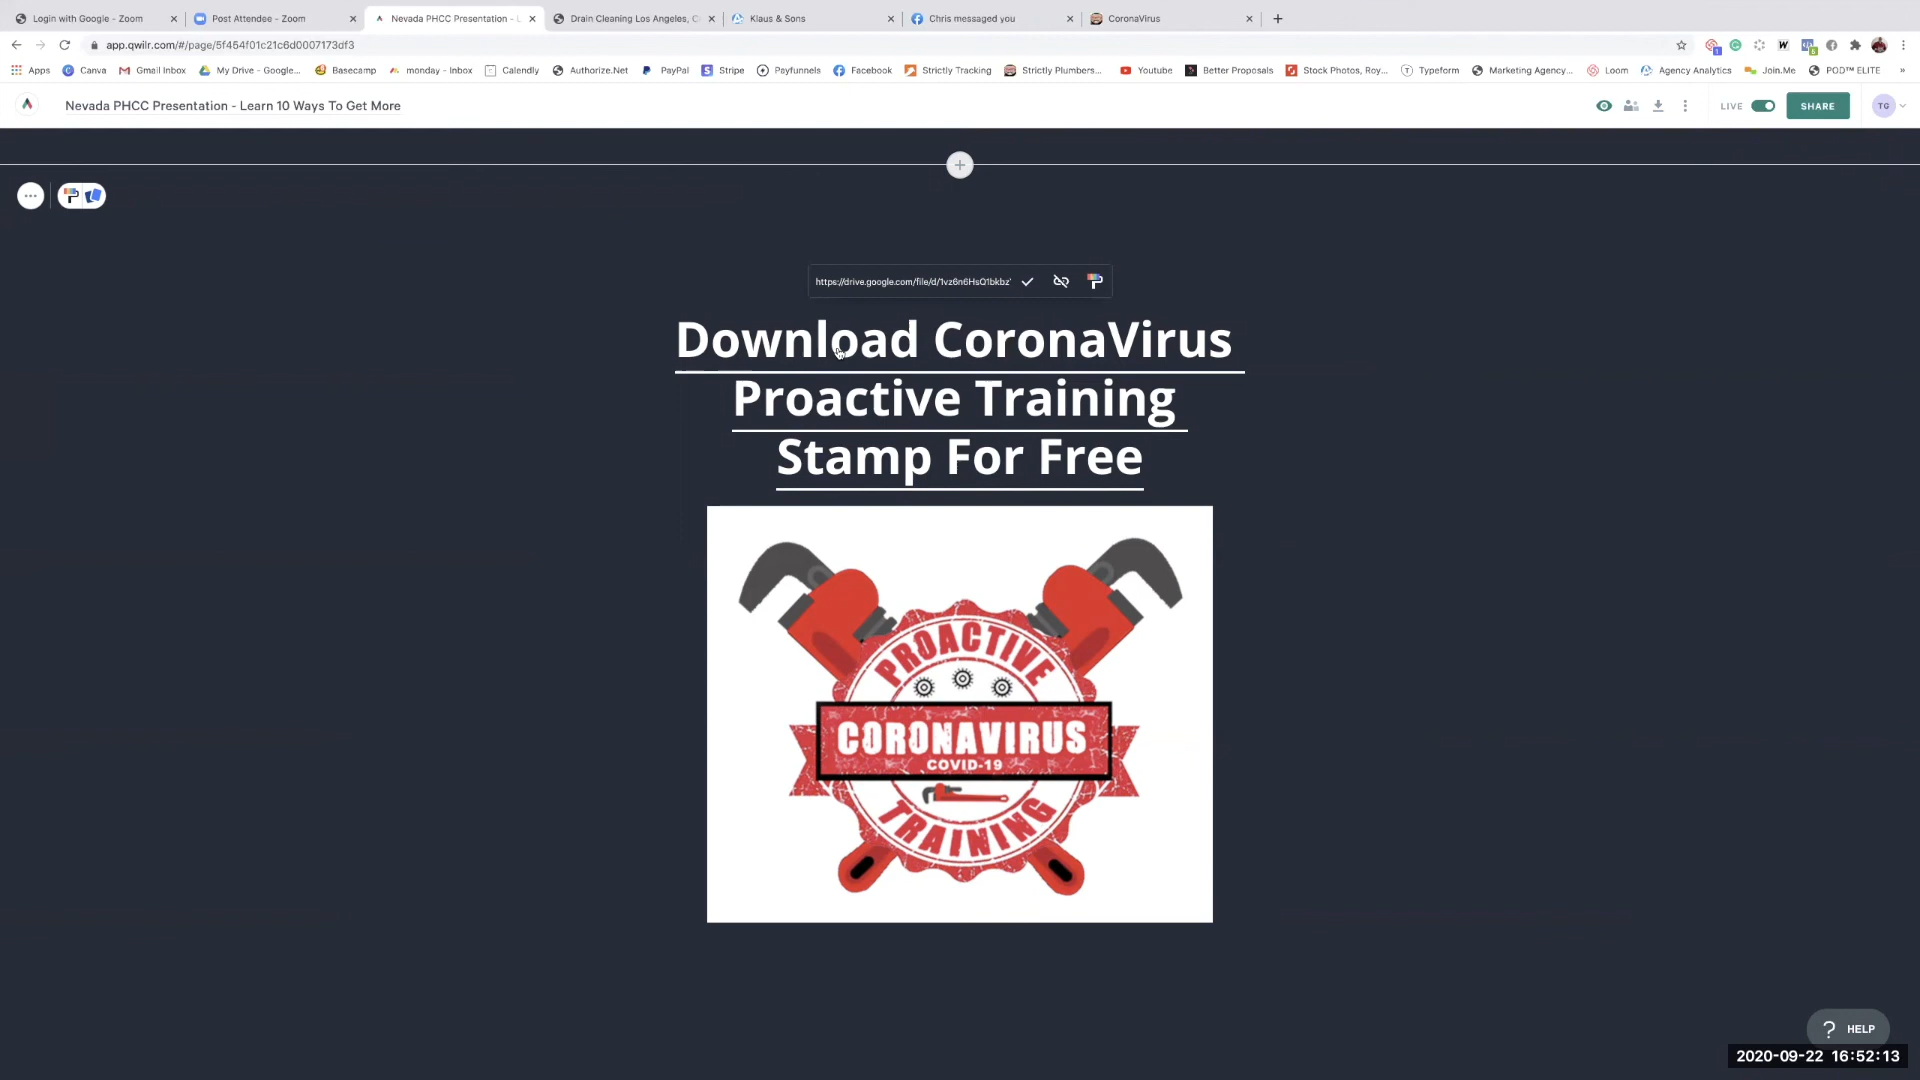 Login with Google - Zoom
Post Attendee - Zoom
Nevada PHCC Presentation - L
Drain Cleaning Los Angeles, C
Klaus & Sons
Chris messaged you
CoronaVirus
app.qwilr.com/#/page/5f454f01c21c6d0007173df3
Apps
Canva
Gmail Inbox
My Drive - Google...
Basecamp
monday - Inbox
Calendly
Authorize.Net
PayPal
Stripe
Payfunnels
Facebook
Strictly Tracking
Strictly Plumbers...
Youtube
Better Proposals
Stock Photos, Roy...
Typeform
Marketing Agency...
Loom
Agency Analytics
Join.Me
POD™ ELITE
»
Nevada PHCC Presentation - Learn 10 Ways To Get More
LIVE
SHARE
TG
https://drive.google.com/file/d/1vz6n6HsQ1bkbz
Download CoronaVirus
Proactive Training
Stamp For Free
PROACTIVE
CORONAVIRUS
COVID-19
TRAINING
? HELP
2020-09-22 16:52:13